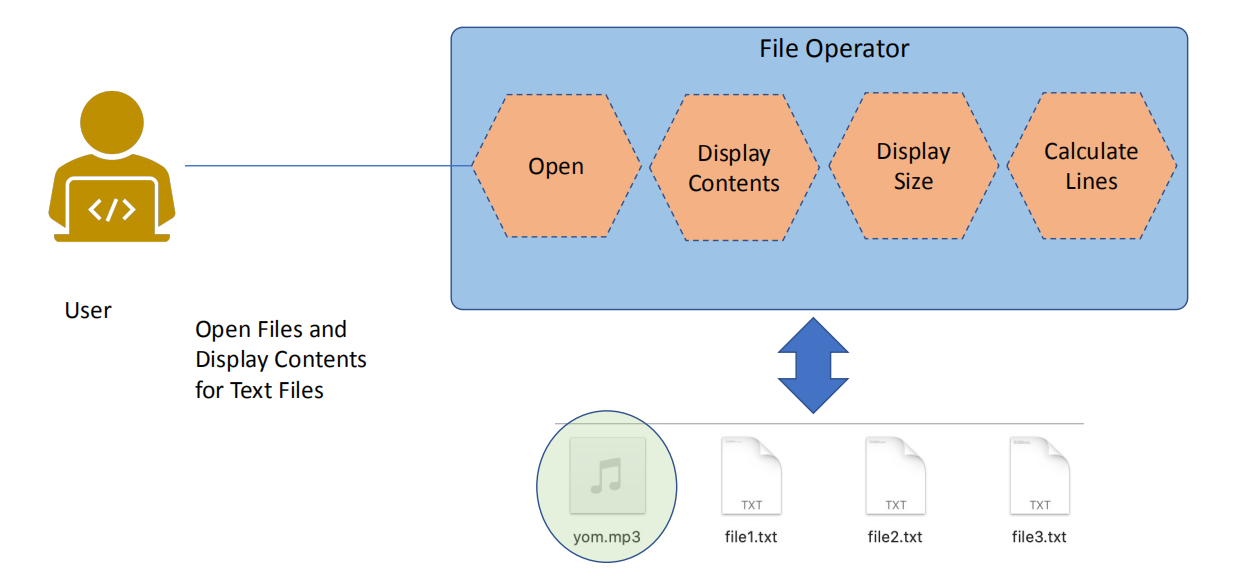 File Operator
Open
Display
Contents
Display
Size
Calculate
Lines
</>
User
Open Files and
Display Contents
for Text Files
TXT
TXT
TXT
yom.mp3
file1.txt
file2.txt
file3.txt